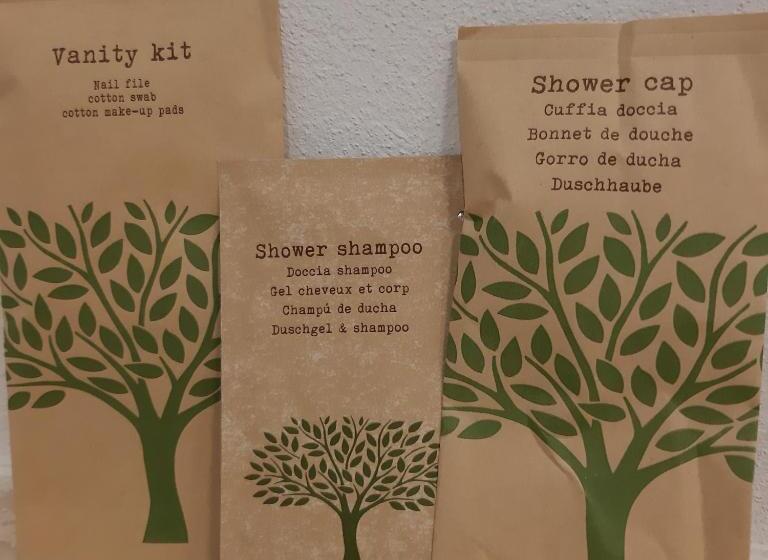 Vanity kit
Nail file
cotton swab
cotton make-up pads
Shower shampoo
Doccia shampoo
Gel cheveux et corp
Champú de ducha
Duschgel & shampoo
Shower cap
Cuffia doccia
Bonnet de douche
Gorro de ducha
Duschhaube